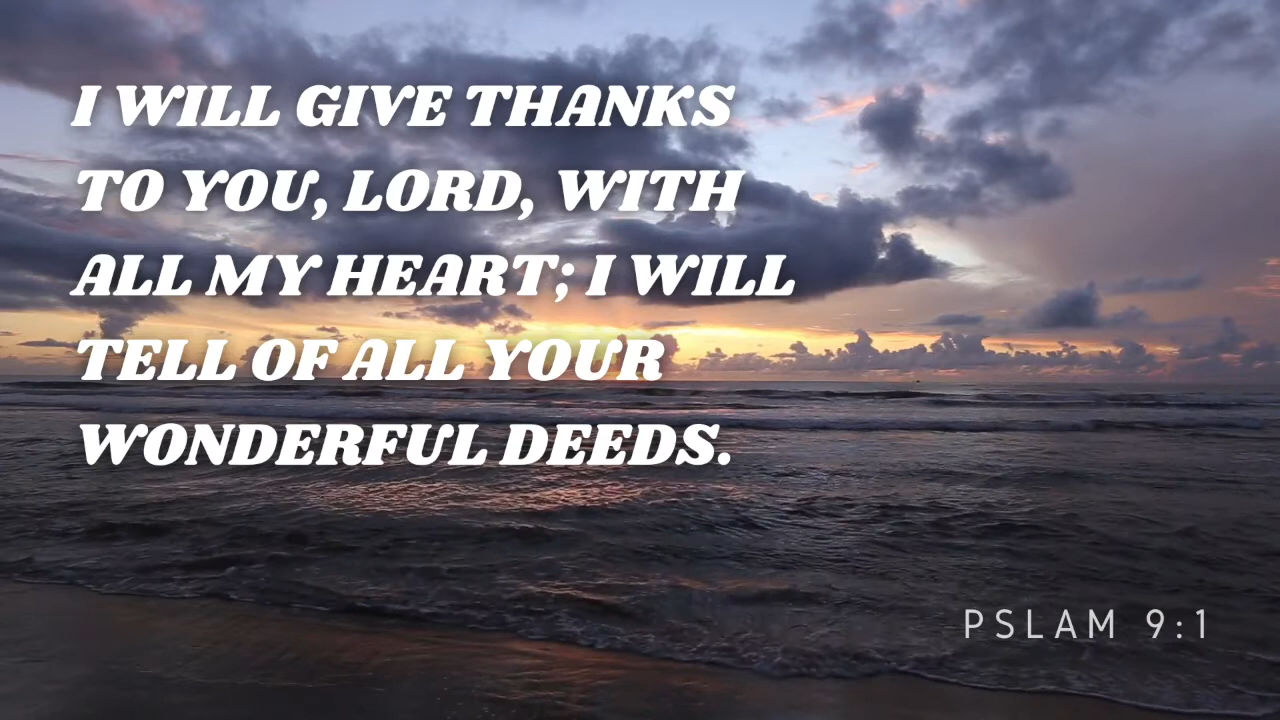 I WILL GIVE THANKS
TO YOU, LORD, WITH
ALL MY HEART; I WILL
TELL OF ALL YOUR
WONDERFUL DEEDS.
PSLAM 9:1